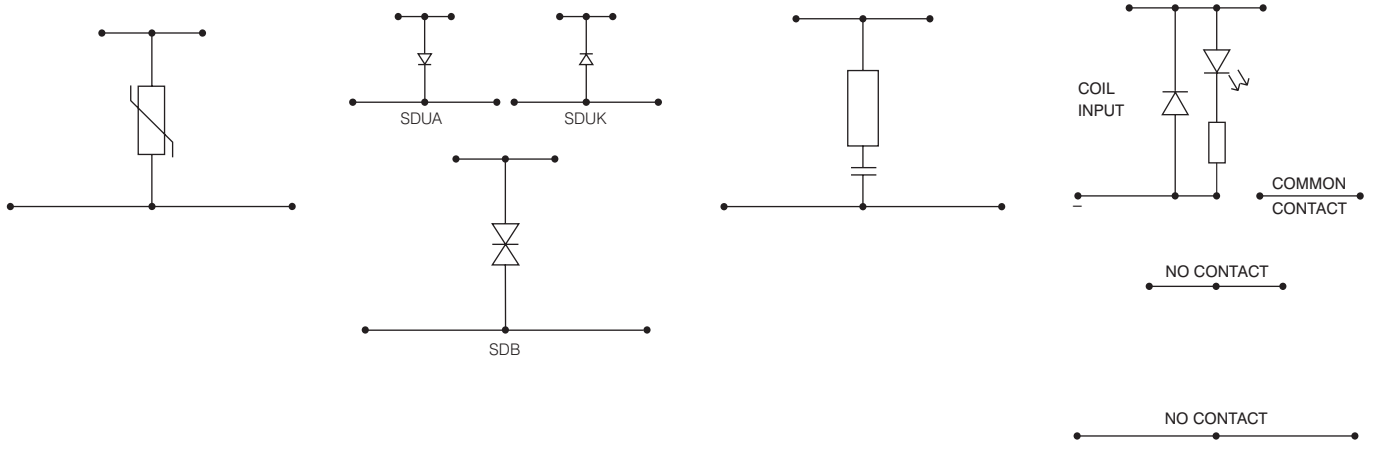 SDUA
SDUK
SDB
COIL
INPUT
–
COMMON
CONTACT
NO CONTACT
NO CONTACT